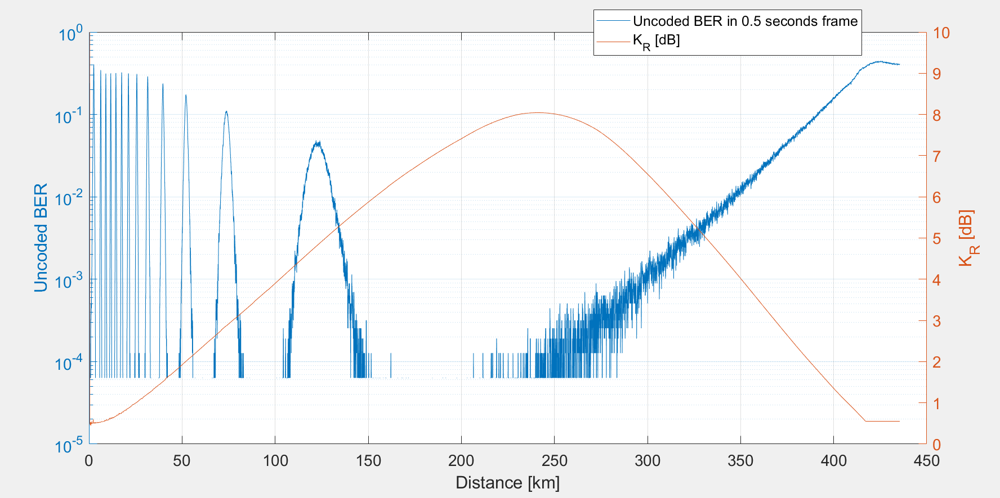 Uncoded BER in 0.5 seconds frame
K_R [dB]
10^0
10^-1
10^-2
10^-3
10^-4
10^-5
Uncoded BER
10
9
8
7
6
5
4
3
2
1
0
K_R [dB]
0 50 100 150 200 250 300 350 400 450
Distance [km]